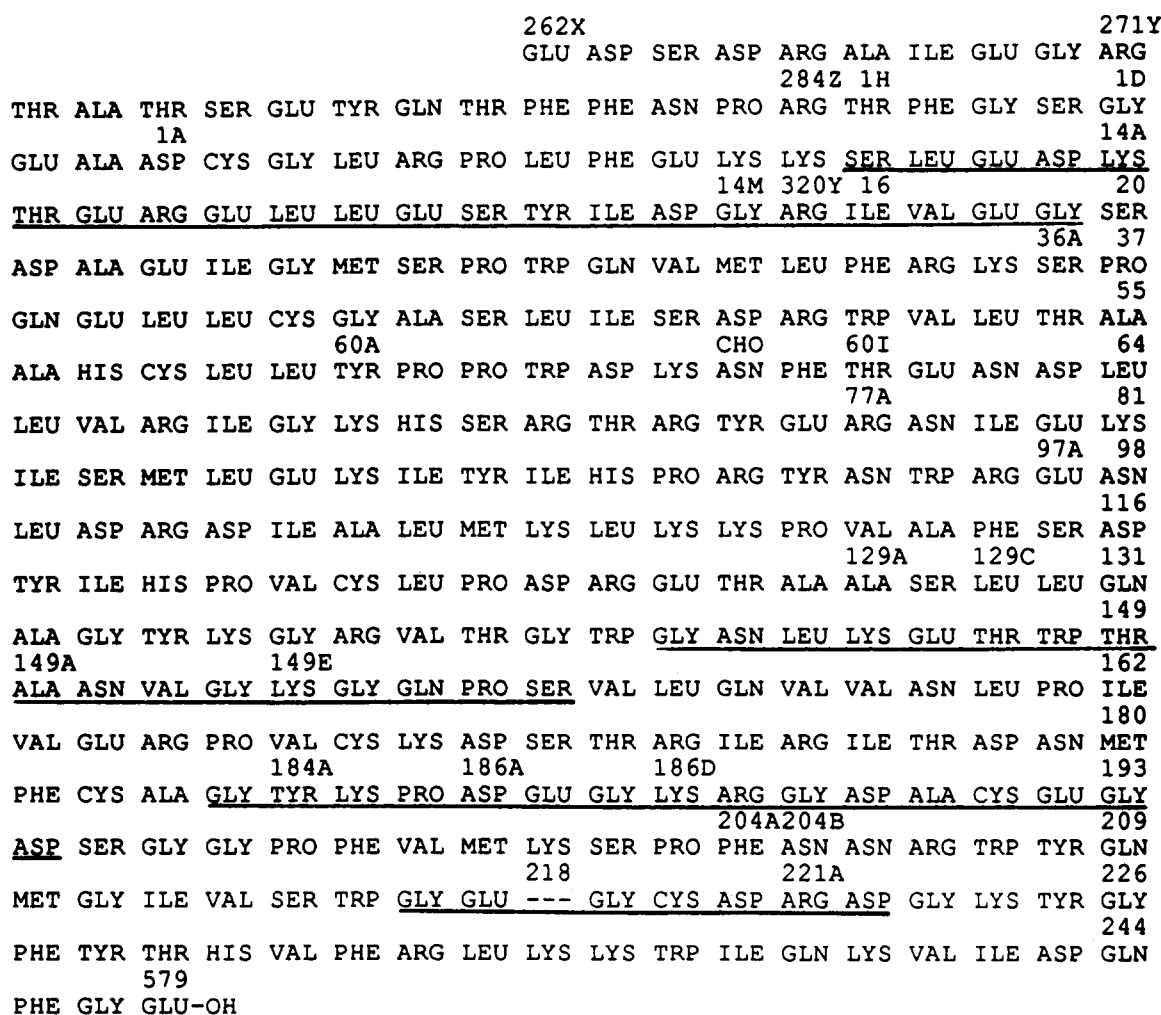 262X 271Y
GLU ASP SER ASP ARG ALA ILE GLU GLY ARG
284Z 1H 1D
THR ALA THR SER GLU TYR GLN THR PHE PHE ASN PRO ARG THR PHE GLY SER GLY
1A 14A
GLU ALA ASP CYS GLY LEU ARG PRO LEU PHE GLU LYS LYS SER LEU GLU ASP LYS
14M 320Y 16 20
THR GLU ARG GLU LEU LEU GLU SER TYR ILE ASP GLY ARG ILE VAL GLU GLY SER
36A 37
ASP ALA GLU ILE GLY MET SER PRO TRP GLN VAL MET LEU PHE ARG LYS SER PRO
55
GLN GLU LEU LEU CYS GLY ALA SER LEU ILE SER ASP ARG TRP VAL LEU THR ALA
60A CHO 60I 64
ALA HIS CYS LEU LEU TYR PRO PRO TRP ASP LYS ASN PHE THR GLU ASN ASP LEU
77A 81
LEU VAL ARG ILE GLY LYS HIS SER ARG THR ARG TYR GLU ARG ASN ILE GLU LYS
97A 98
ILE SER MET LEU GLU LYS ILE TYR ILE HIS PRO ARG TYR ASN TRP ARG GLU ASN
116
LEU ASP ARG ASP ILE ALA LEU MET LYS LEU LYS LYS PRO VAL ALA PHE SER ASP
129A 129C 131
TYR ILE HIS PRO VAL CYS LEU PRO ASP ARG GLU THR ALA ALA SER LEU LEU GLN
149
ALA GLY TYR LYS GLY ARG VAL THR GLY TRP GLY ASN LEU LYS GLU THR TRP THR
149A 149E 162
ALA ASN VAL GLY LYS GLY GLN PRO SER VAL LEU GLN VAL VAL ASN LEU PRO ILE
180
VAL GLU ARG PRO VAL CYS LYS ASP SER THR ARG ILE ARG ILE THR ASP ASN MET
184A 186A 186D 193
PHE CYS ALA GLY TYR LYS PRO ASP GLU GLY LYS ARG GLY ASP ALA CYS GLU GLY
204A204B 209
ASP SER GLY GLY PRO PHE VAL MET LYS SER PRO PHE ASN ASN ARG TRP TYR GLN
218 221A 226
MET GLY ILE VAL SER TRP GLY GLU --- GLY CYS ASP ARG ASP GLY LYS TYR GLY
244
PHE TYR THR HIS VAL PHE ARG LEU LYS LYS TRP ILE GLN LYS VAL ILE ASP GLN
579
PHE GLY GLU-OH